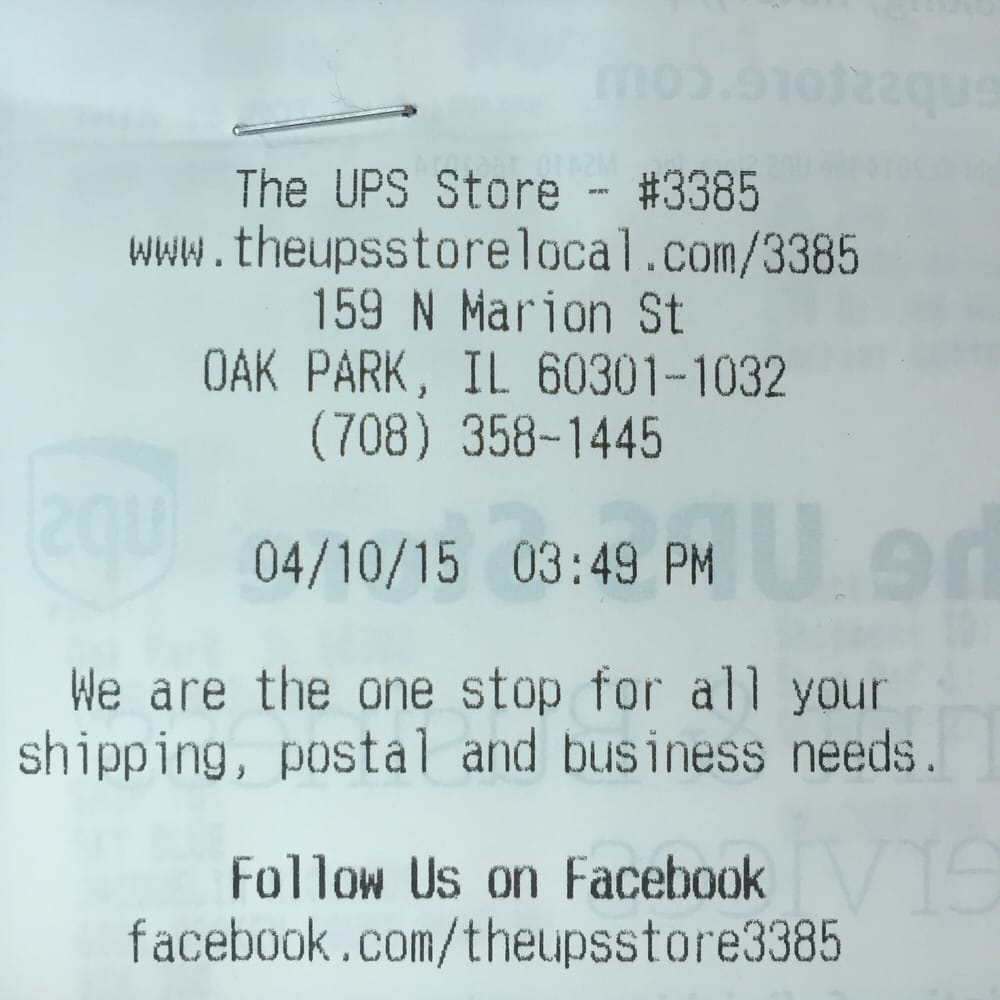 The UPS Store - #3385
www.theupsstorelocal.com/3385
159 N Marion St
OAK PARK, IL 60301-1032
(708) 358-1445
04/10/15 03:49 PM
We are the one stop for all your
shipping, postal and business needs.
Follow Us on Facebook
facebook.com/theupsstore3385